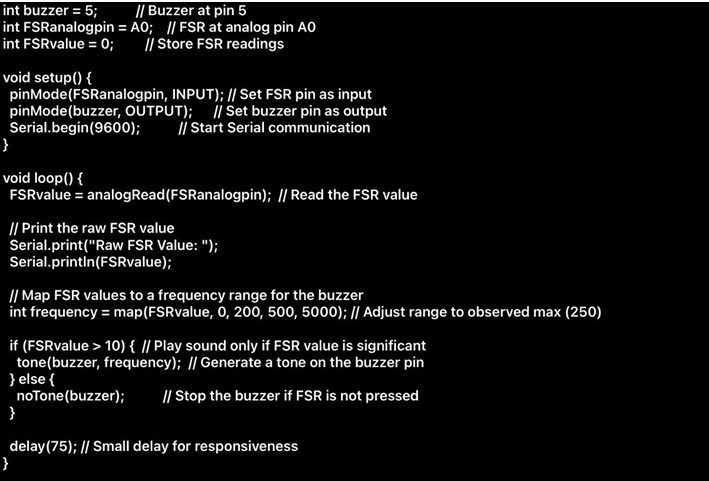 int buzzer = 5;        // Buzzer at pin 5
int FSRanalogpin = A0;   // FSR at analog pin A0
int FSRvalue = 0;       // Store FSR readings

void setup() {
  pinMode(FSRanalogpin, INPUT); // Set FSR pin as input
  pinMode(buzzer, OUTPUT);     // Set buzzer pin as output
  Serial.begin(9600);         // Start Serial communication
}

void loop() {
  FSRvalue = analogRead(FSRanalogpin);  // Read the FSR value

  // Print the raw FSR value
  Serial.print("Raw FSR Value: ");
  Serial.println(FSRvalue);

  // Map FSR values to a frequency range for the buzzer
  int frequency = map(FSRvalue, 0, 200, 500, 5000); // Adjust range to observed max (250)

  if (FSRvalue > 10) {  // Play sound only if FSR value is significant
    tone(buzzer, frequency);  // Generate a tone on the buzzer pin
  } else {
    noTone(buzzer);         // Stop the buzzer if FSR is not pressed
  }

  delay(75); // Small delay for responsiveness
}